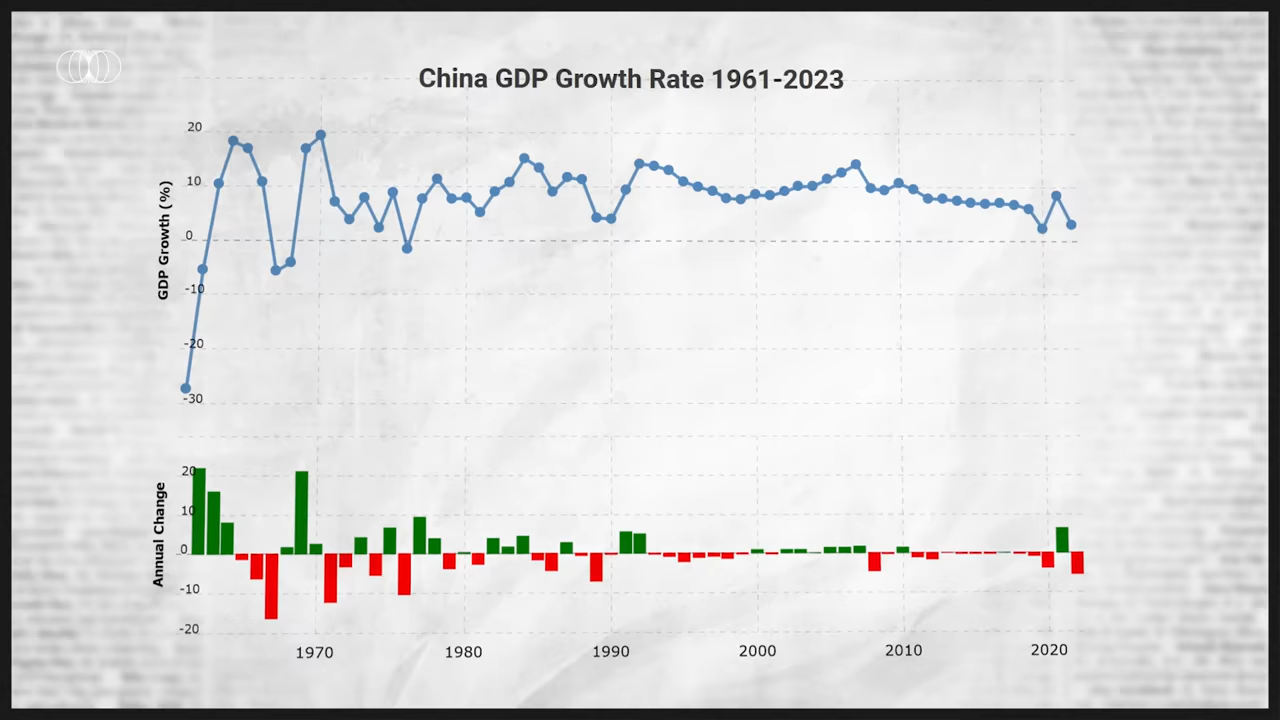 China GDP Growth Rate 1961-2023
GDP Growth (%)
20
10
0
-10
-20
-30
Annual Change
20
10
0
-10
-20
1970 1980 1990 2000 2010 2020